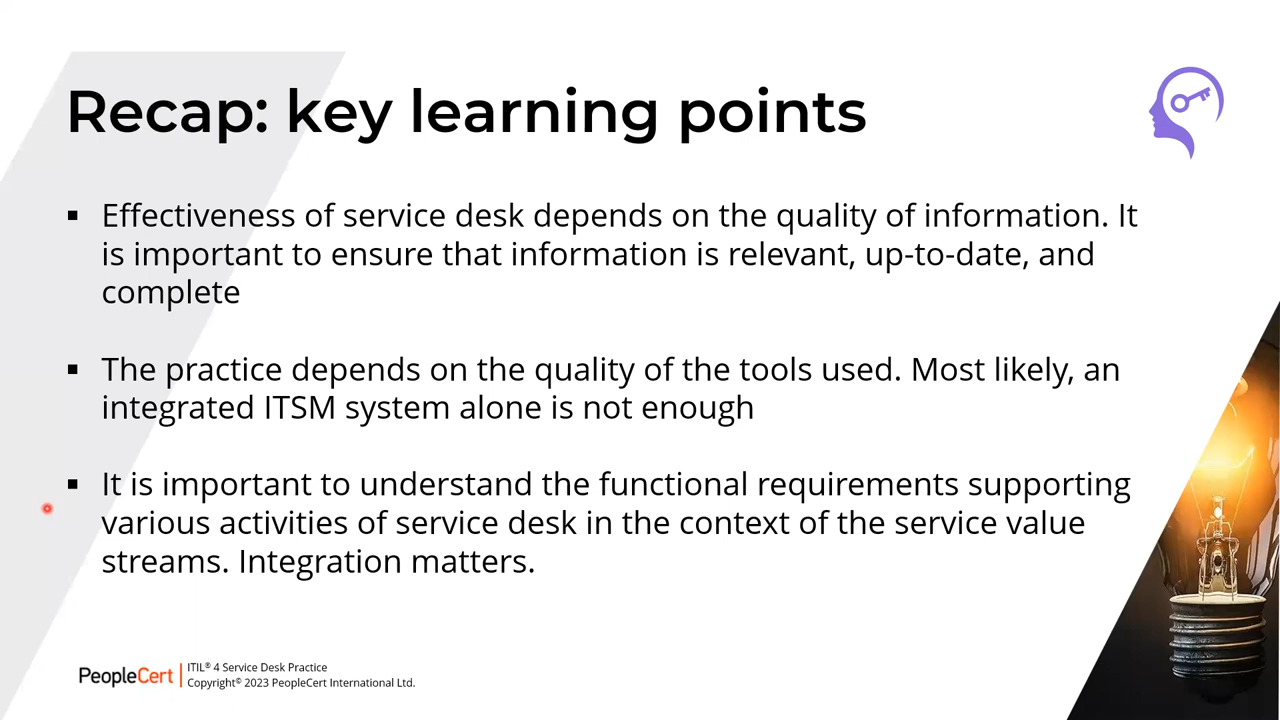 Recap: key learning points
▪ Effectiveness of service desk depends on the quality of information. It
is important to ensure that information is relevant, up-to-date, and
complete
▪ The practice depends on the quality of the tools used. Most likely, an
integrated ITSM system alone is not enough
▪ It is important to understand the functional requirements supporting
various activities of service desk in the context of the service value
streams. Integration matters.
PeopleCert
ITIL® 4 Service Desk Practice
Copyright© 2023 PeopleCert International Ltd.